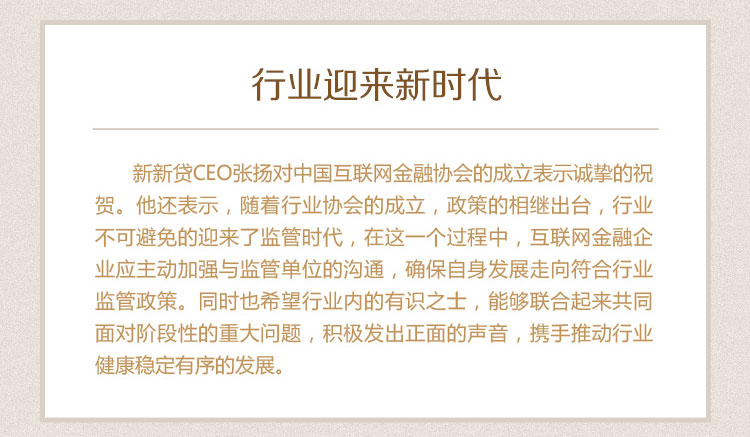 行业迎来新时代
新新贷CEO张扬对中国互联网金融协会的成立表示诚挚的祝
贺。他还表示，随着行业协会的成立，政策的相继出台，行业
不可避免的迎来了监管时代，在这一个过程中，互联网金融企
业应主动加强与监管单位的沟通，确保自身发展走向符合行业
监管政策。同时也希望行业内的有识之士，能够联合起来共同
面对阶段性的重大问题，积极发出正面的声音，携手推动行业
健康稳定有序的发展。